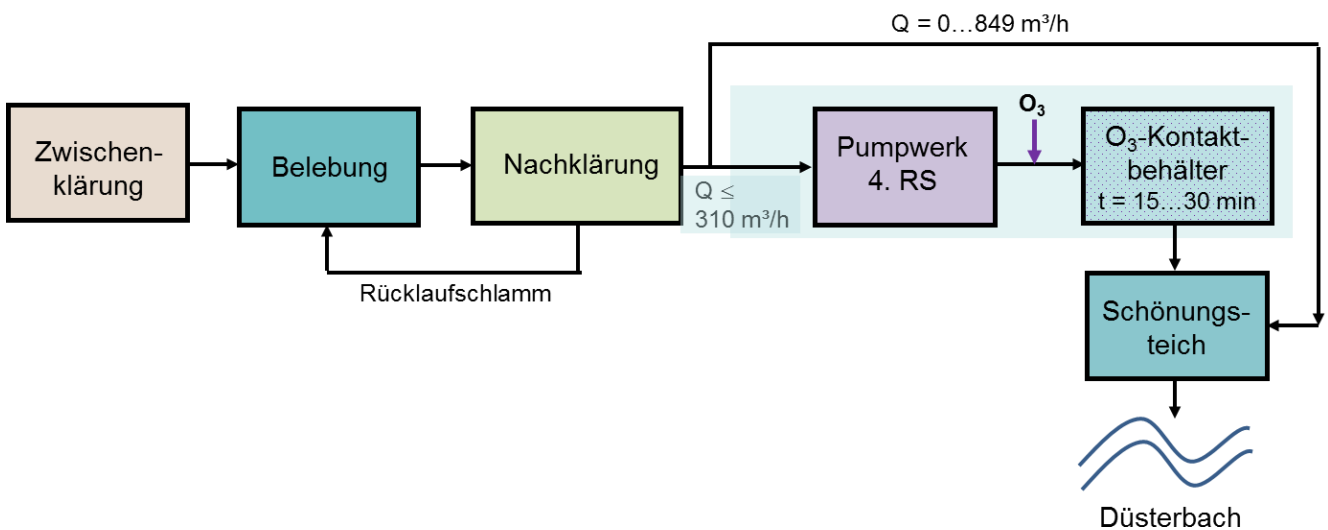 Q = 0…849 m³/h
Zwischen-
klärung
Belebung
Nachklärung
Q ≤
310 m³/h
Pumpwerk
4. RS
O₃
O₃-Kontakt-
behälter
t = 15…30 min
Rücklaufschlamm
Schönungs-
teich
Düsterbach